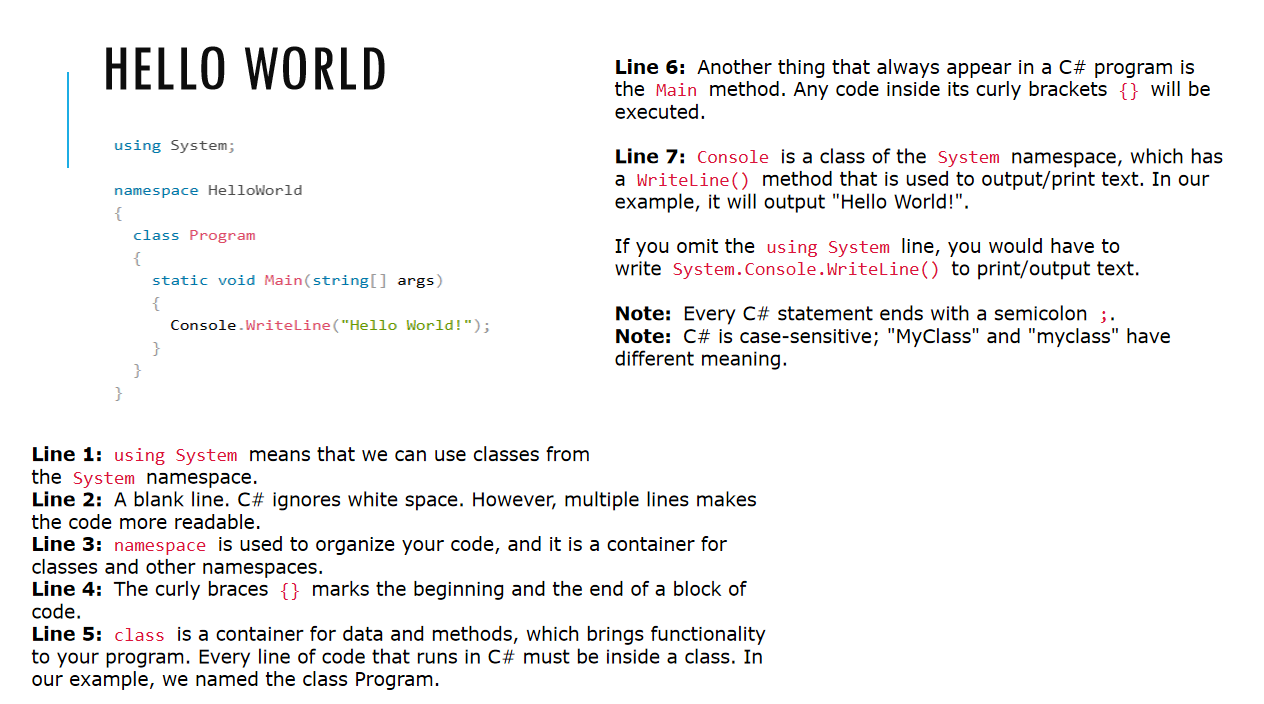 HELLO WORLD
using System;
namespace HelloWorld
{
class Program
{
static void Main(string[] args)
{
Console.WriteLine("Hello World!");
}
}
}
Line 1: using System means that we can use classes from
the System namespace.
Line 2: A blank line. C# ignores white space. However, multiple lines makes
the code more readable.
Line 3: namespace is used to organize your code, and it is a container for
classes and other namespaces.
Line 4: The curly braces {} marks the beginning and the end of a block of
code.
Line 5: class is a container for data and methods, which brings functionality
to your program. Every line of code that runs in C# must be inside a class. In
our example, we named the class Program.
Line 6: Another thing that always appear in a C# program is
the Main method. Any code inside its curly brackets {} will be
executed.
Line 7: Console is a class of the System namespace, which has
a WriteLine() method that is used to output/print text. In our
example, it will output "Hello World!".
If you omit the using System line, you would have to
write System.Console.WriteLine() to print/output text.
Note: Every C# statement ends with a semicolon ;.
Note: C# is case-sensitive; "MyClass" and "myclass" have
different meaning.